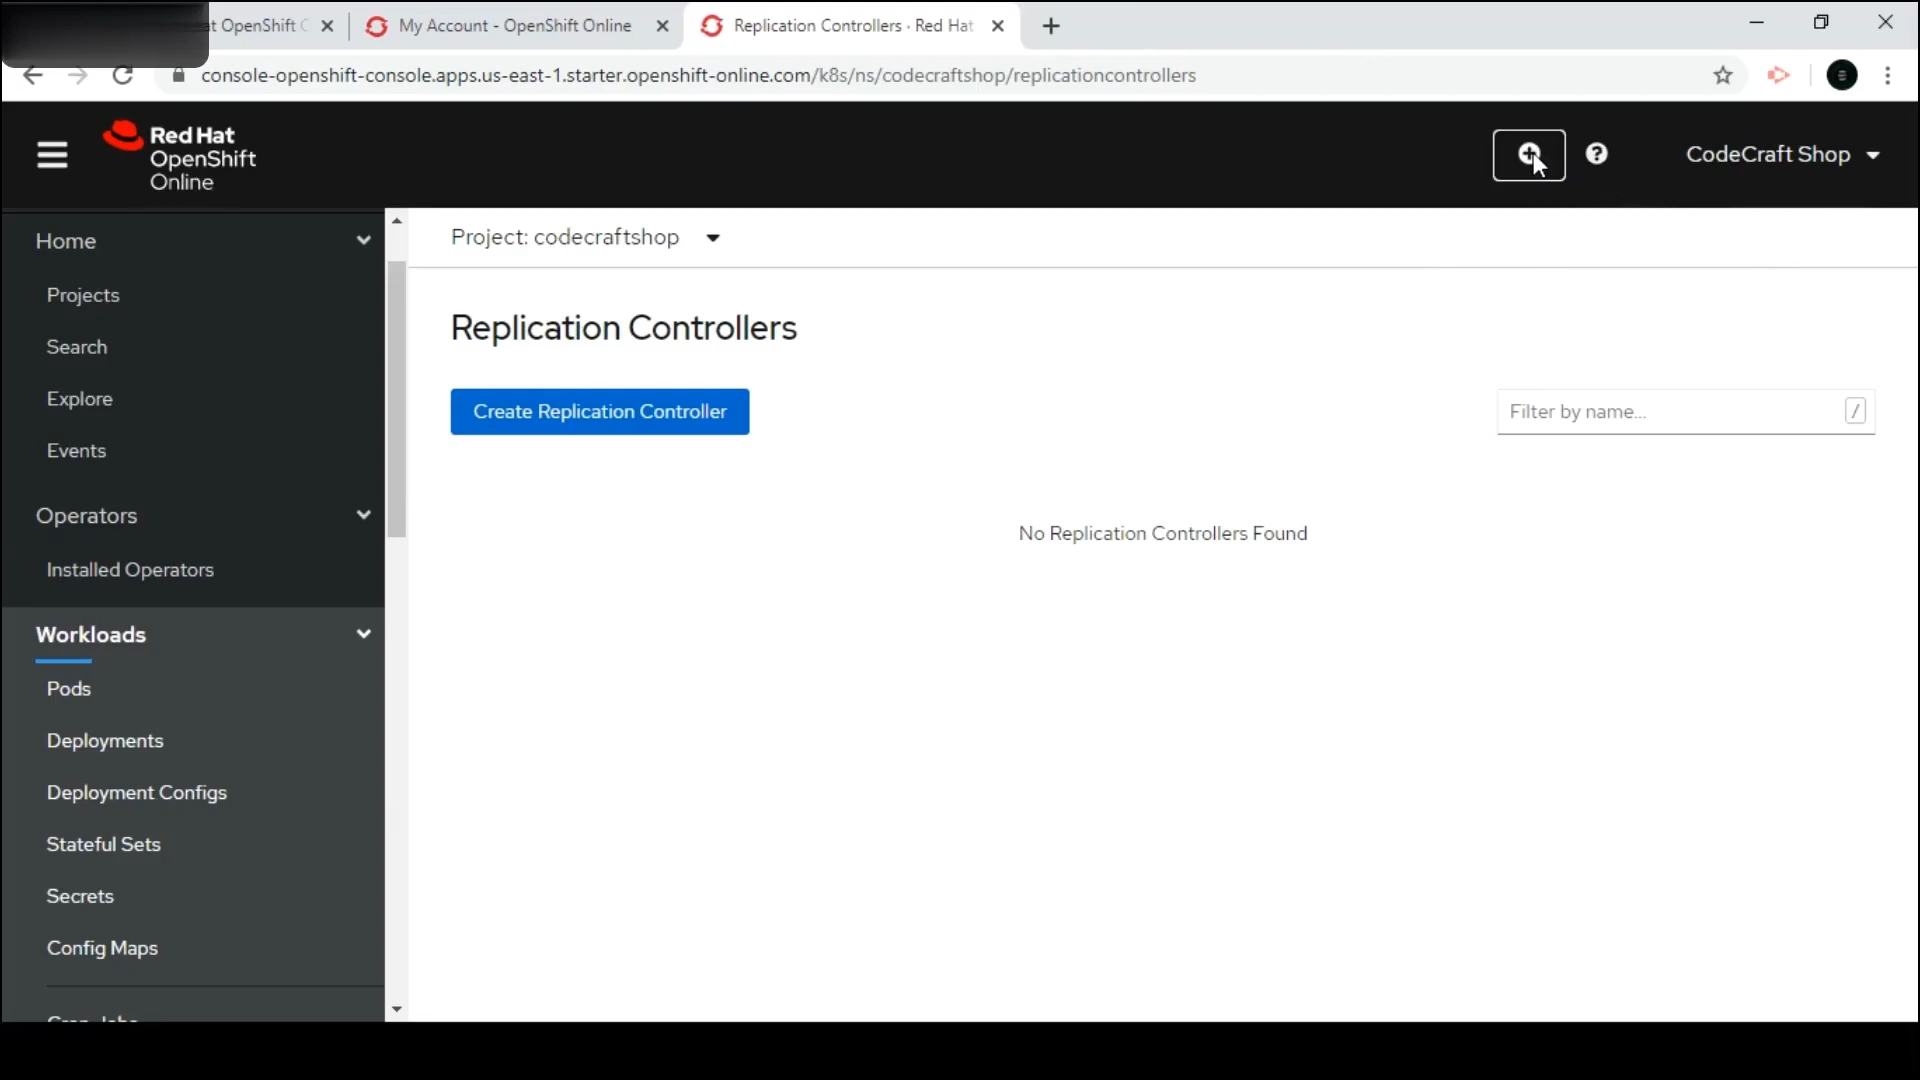 at OpenShift
My Account - OpenShift Online
Replication Controllers · Red Hat
console-openshift-console.apps.us-east-1.starter.openshift-online.com/k8s/ns/codecraftshop/replicationcontrollers
Red Hat
OpenShift
Online
CodeCraft Shop
Home
Projects
Search
Explore
Events
Operators
Installed Operators
Workloads
Pods
Deployments
Deployment Configs
Stateful Sets
Secrets
Config Maps
Project: codecraftshop
Replication Controllers
Create Replication Controller
Filter by name...
/
No Replication Controllers Found